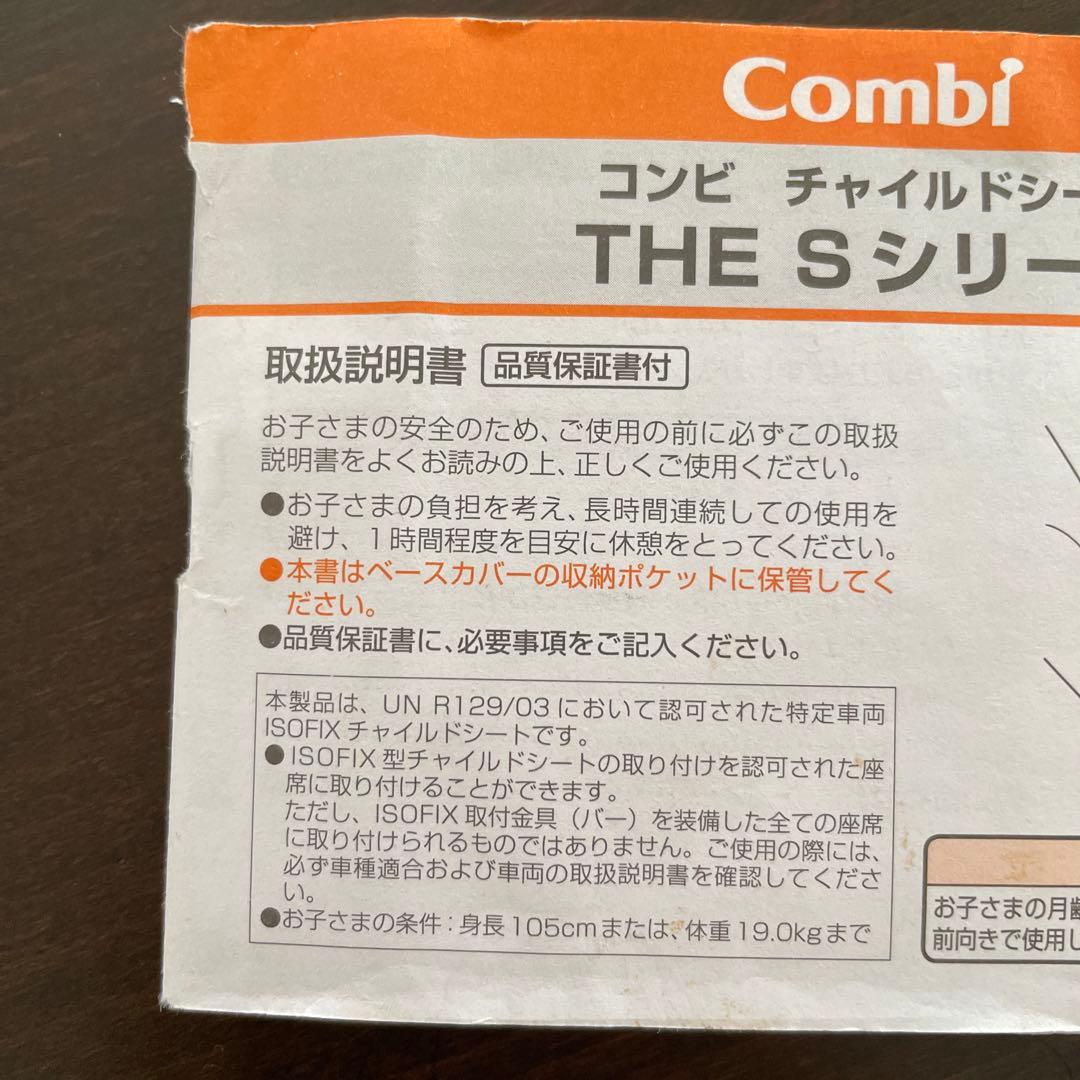 Combi
コンビ チャイルドシー
THE Sシリー
取扱説明書 品質保証書付
お子さまの安全のため、ご使用の前に必ずこの取扱
説明書をよくお読みの上、正しくご使用ください。
●お子さまの負担を考え、長時間連続しての使用を
避け、1時間程度を目安に休憩をとってください。
●本書はベースカバーの収納ポケットに保管してく
ださい。
●品質保証書に、必要事項をご記入ください。
本製品は、UN R129/03 において認可された特定車両
ISOFIX チャイルドシートです。
● ISOFIX 型チャイルドシートの取り付けを認可された座
席に取り付けることができます。
ただし、ISOFIX 取付金具（バー）を装備した全ての座席
に取り付けられるものではありません。ご使用の際には、
必ず車種適合および車両の取扱説明書を確認してくださ
い。
●お子さまの条件：身長 105cm または、体重 19.0kg まで
お子さまの月齢
前向きで使用し